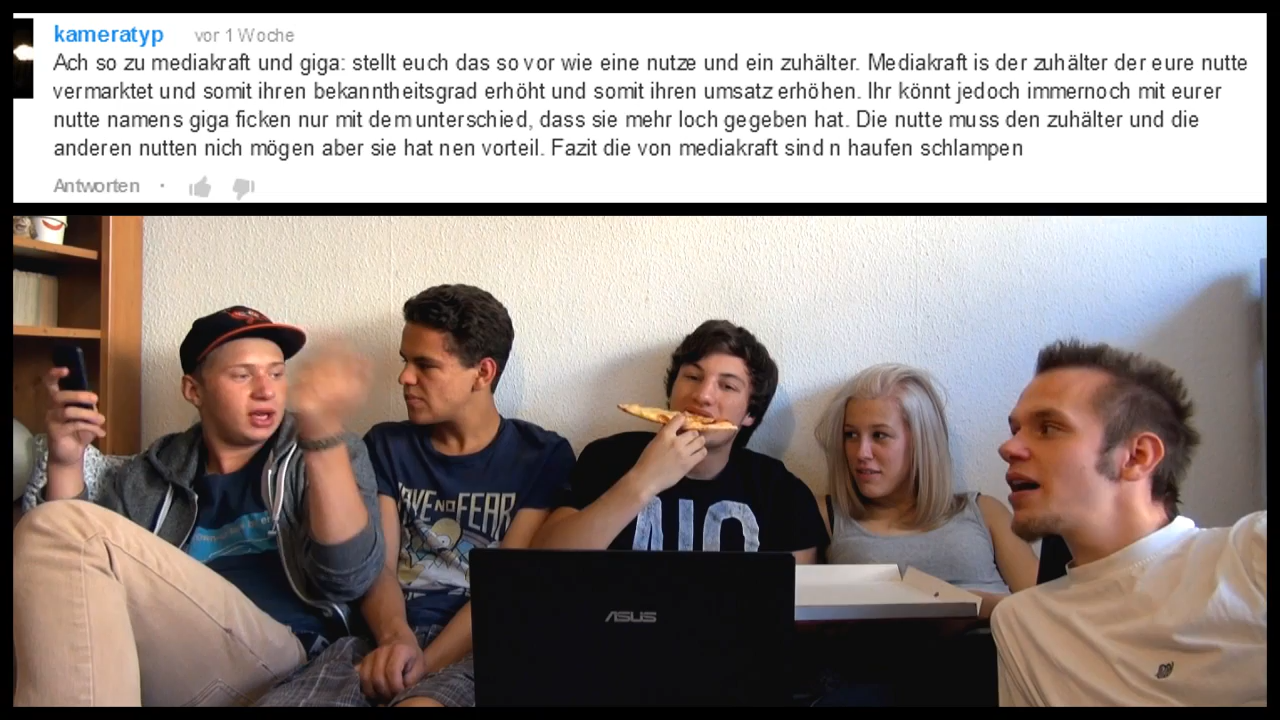 kameratyp vor 1 Woche
Ach so zu mediakraft und giga: stellt euch das so vor wie eine nutze und ein zuhälter. Mediakraft is der zuhälter der eure nutte
vermarktet und somit ihren bekanntheitsgrad erhöht und somit ihren umsatz erhöhen. Ihr könnt jedoch immernoch mit eurer
nutte namens giga ficken nur mit dem unterschied, dass sie mehr loch gegeben hat. Die nutte muss den zuhälter und die
anderen nutten nich mögen aber sie hat nen vorteil. Fazit die von mediakraft sind n haufen schlampen
Antworten ·
NO FEAR
ASUS